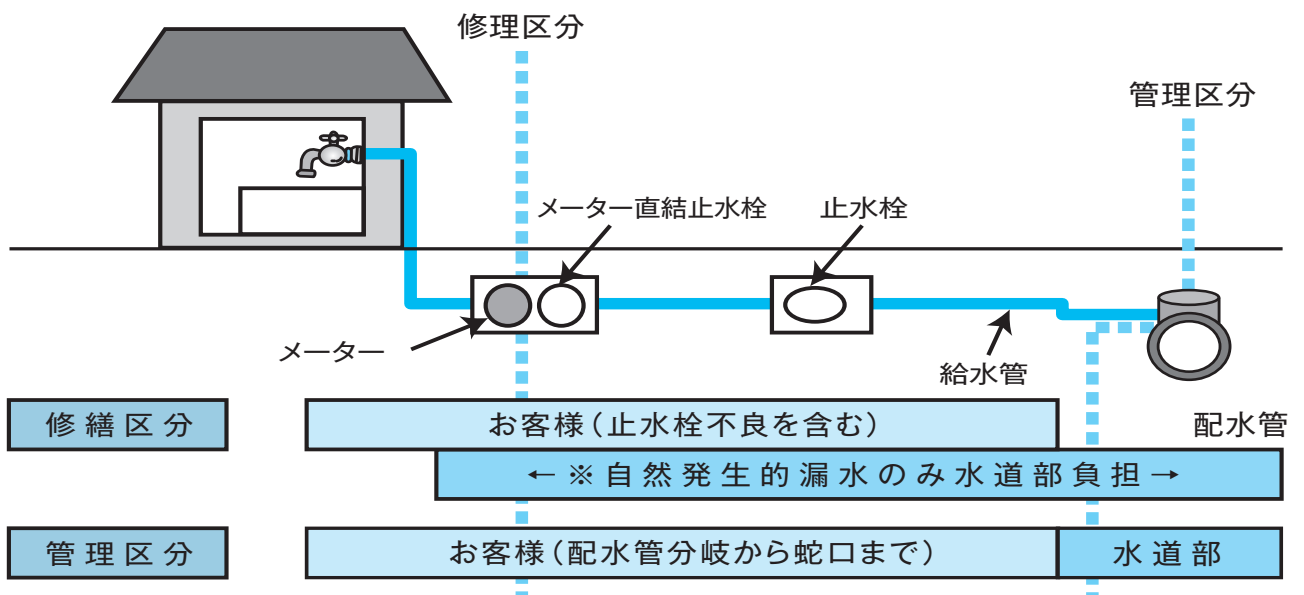 修理区分
管理区分
メーター直結止水栓
止水栓
メーター
給水管
配水管
修繕区分
お客様(止水栓不良を含む)
←※自然発生的漏水のみ水道部負担→
管理区分
お客様(配水管分岐から蛇口まで)
水道部